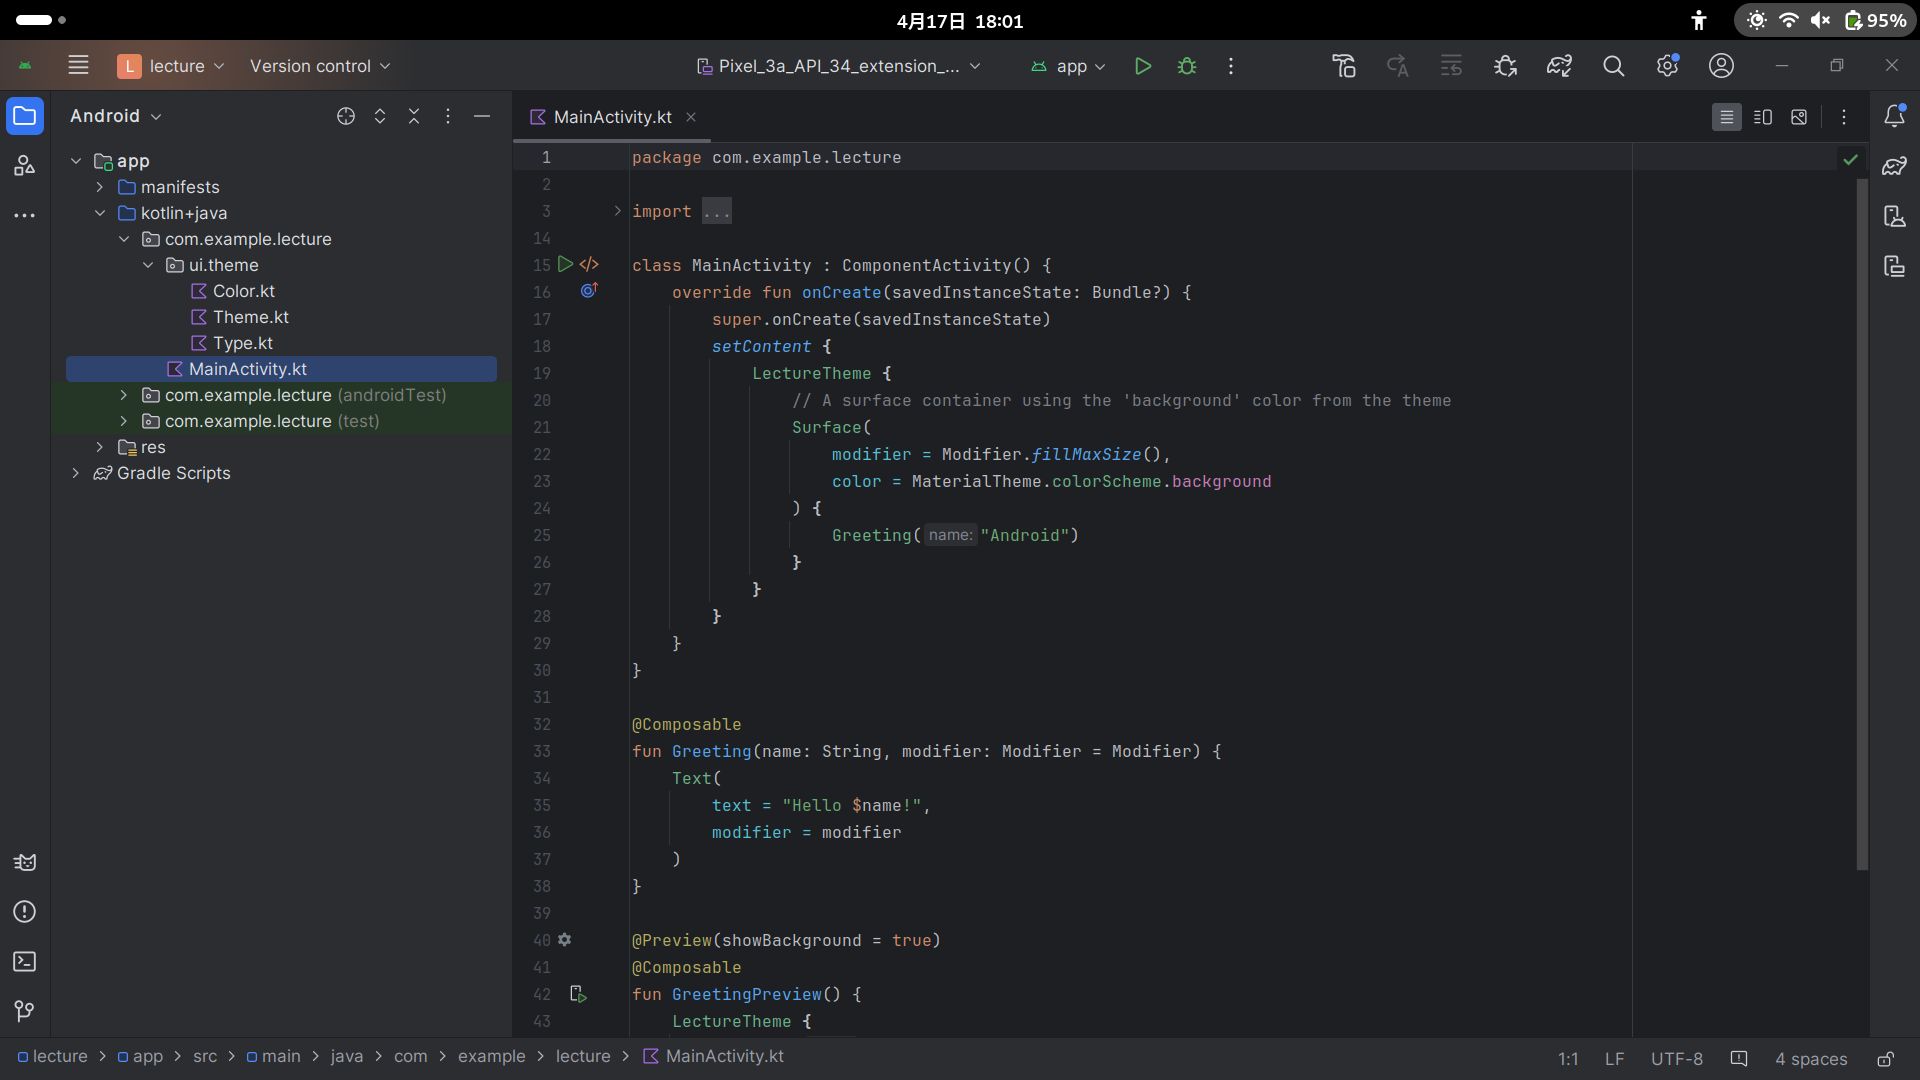 4月17日 18:01
95%
L lecture Version control
Pixel_3a_API_34_extension_...
app
Android
MainActivity.kt
app
manifests
kotlin+java
com.example.lecture
ui.theme
Color.kt
Theme.kt
Type.kt
MainActivity.kt
com.example.lecture (androidTest)
com.example.lecture (test)
res
Gradle Scripts
1 package com.example.lecture
2
3 import ...
14
15 class MainActivity : ComponentActivity() {
16 override fun onCreate(savedInstanceState: Bundle?) {
17 super.onCreate(savedInstanceState)
18 setContent {
19 LectureTheme {
20 // A surface container using the 'background' color from the theme
21 Surface(
22 modifier = Modifier.fillMaxSize(),
23 color = MaterialTheme.colorScheme.background
24 ) {
25 Greeting( name: "Android")
26 }
27 }
28 }
29 }
30 }
31
32 @Composable
33 fun Greeting(name: String, modifier: Modifier = Modifier) {
34 Text(
35 text = "Hello $name!",
36 modifier = modifier
37 )
38 }
39
40 @Preview(showBackground = true)
41 @Composable
42 fun GreetingPreview() {
43 LectureTheme {
lecture > app > src > main > java > com > example > lecture > MainActivity.kt
1:1 LF UTF-8 4 spaces